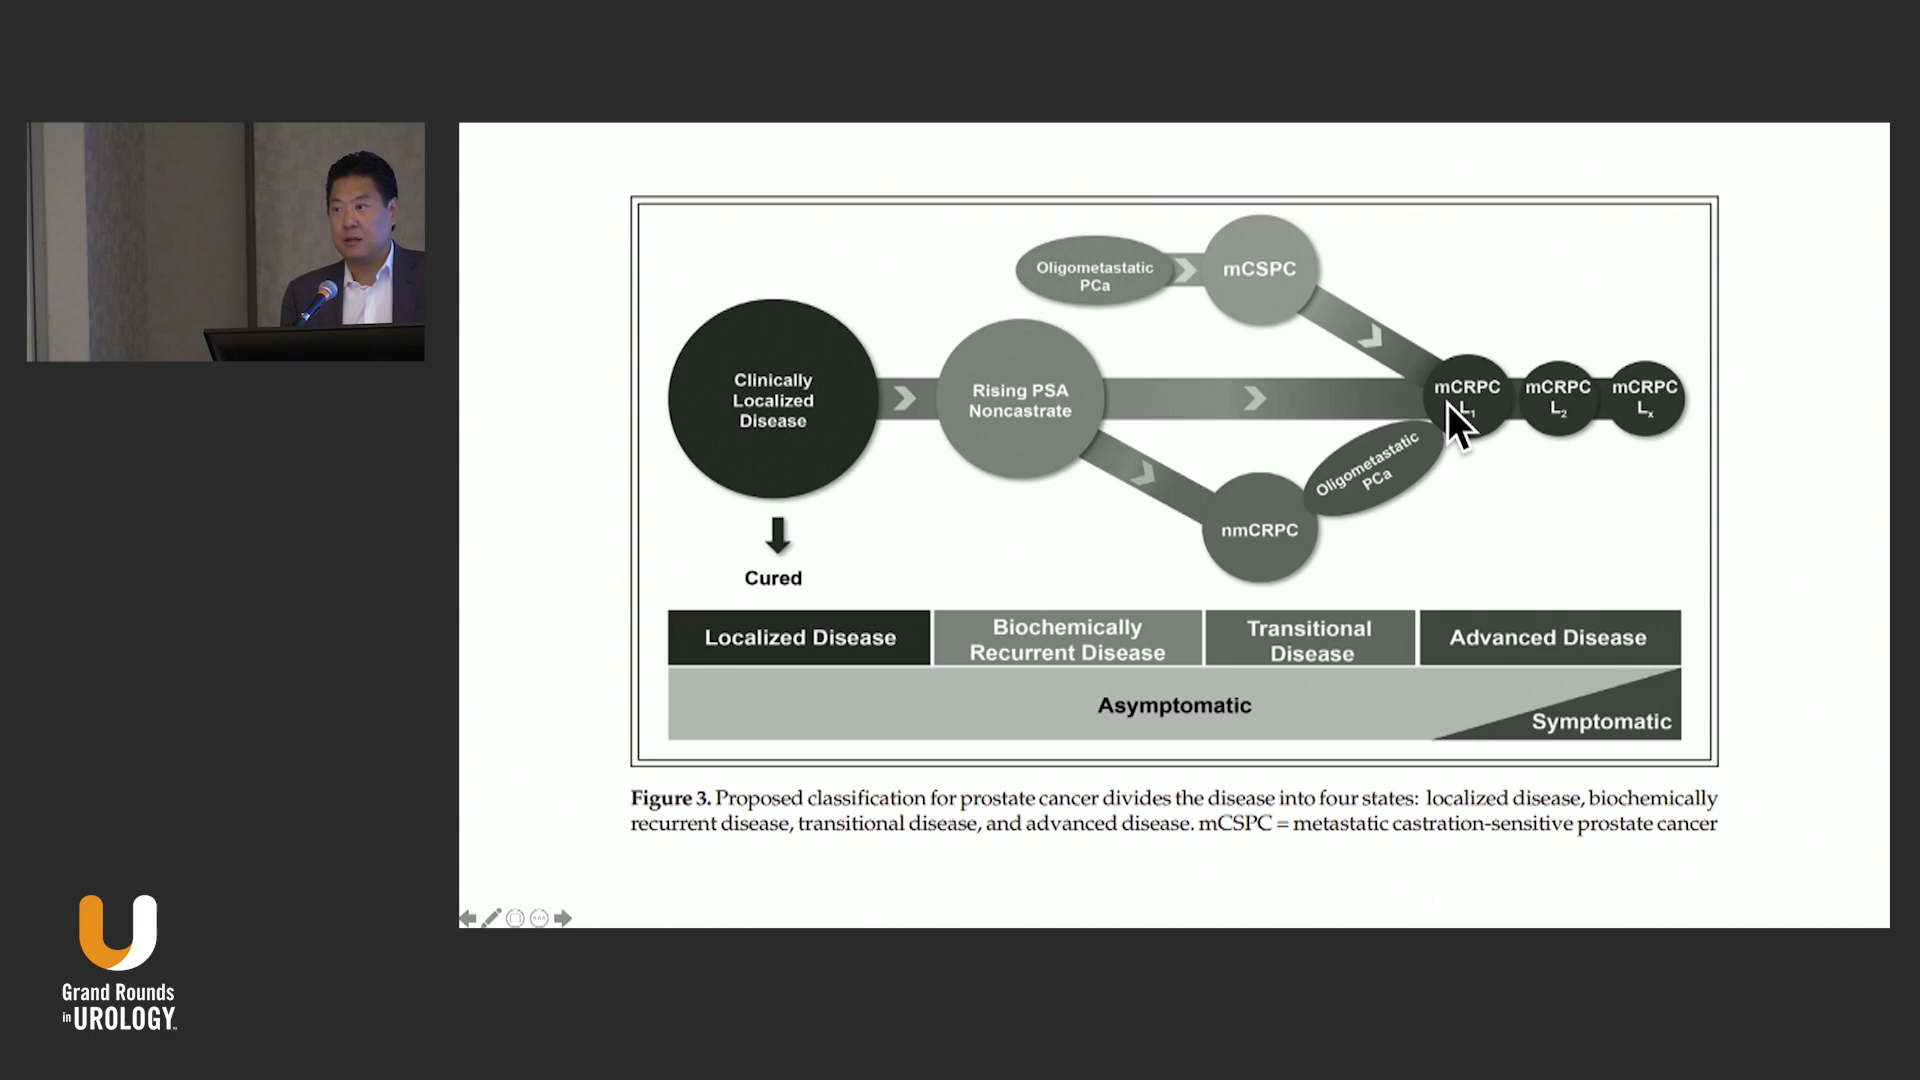 Oligometastatic
PCa
mCSPC
Clinically
Localized
Disease
Rising PSA
Noncastrate
mCRPC
L1
mCRPC
L2
mCRPC
Lx
Oligometastatic
PCa
nmCRPC
Cured
Localized Disease
Biochemically
Recurrent Disease
Transitional
Disease
Advanced Disease
Asymptomatic
Symptomatic
Figure 3. Proposed classification for prostate cancer divides the disease into four states: localized disease, biochemically
recurrent disease, transitional disease, and advanced disease. mCSPC = metastatic castration-sensitive prostate cancer
Grand Rounds
in UROLOGY